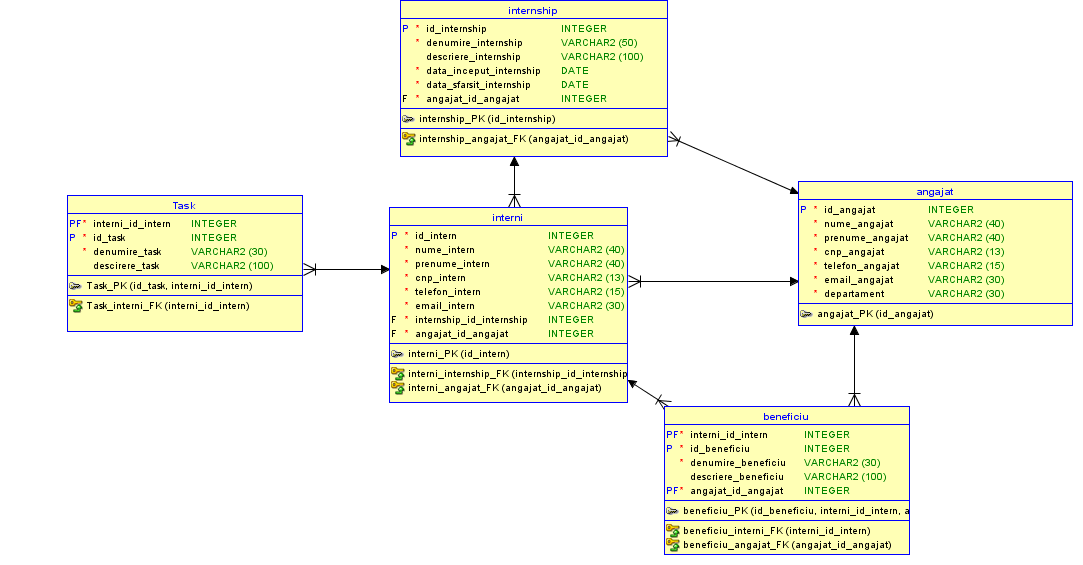 internship
P * id_internship INTEGER
* denumire_internship VARCHAR2 (50)
descriere_internship VARCHAR2 (100)
* data_inceput_internship DATE
* data_sfarsit_internship DATE
F * angajat_id_angajat INTEGER
internship_PK (id_internship)
internship_angajat_FK (angajat_id_angajat)
Task
PF* interni_id_intern INTEGER
P * id_task INTEGER
* denumire_task VARCHAR2 (30)
descirere_task VARCHAR2 (100)
Task_PK (id_task, interni_id_intern)
Task_interni_FK (interni_id_intern)
interni
P * id_intern INTEGER
* nume_intern VARCHAR2 (40)
* prenume_intern VARCHAR2 (40)
* cnp_intern VARCHAR2 (13)
* telefon_intern VARCHAR2 (15)
* email_intern VARCHAR2 (30)
F * internship_id_internship INTEGER
F * angajat_id_angajat INTEGER
interni_PK (id_intern)
interni_internship_FK (internship_id_internship
interni_angajat_FK (angajat_id_angajat)
angajat
P * id_angajat INTEGER
* nume_angajat VARCHAR2 (40)
* prenume_angajat VARCHAR2 (40)
* cnp_angajat VARCHAR2 (13)
* telefon_angajat VARCHAR2 (15)
* email_angajat VARCHAR2 (30)
* departament VARCHAR2 (30)
angajat_PK (id_angajat)
beneficiu
PF* interni_id_intern INTEGER
P * id_beneficiu INTEGER
* denumire_beneficiu VARCHAR2 (30)
descriere_beneficiu VARCHAR2 (100)
PF* angajat_id_angajat INTEGER
beneficiu_PK (id_beneficiu, interni_id_intern, a
beneficiu_interni_FK (interni_id_intern)
beneficiu_angajat_FK (angajat_id_angajat)